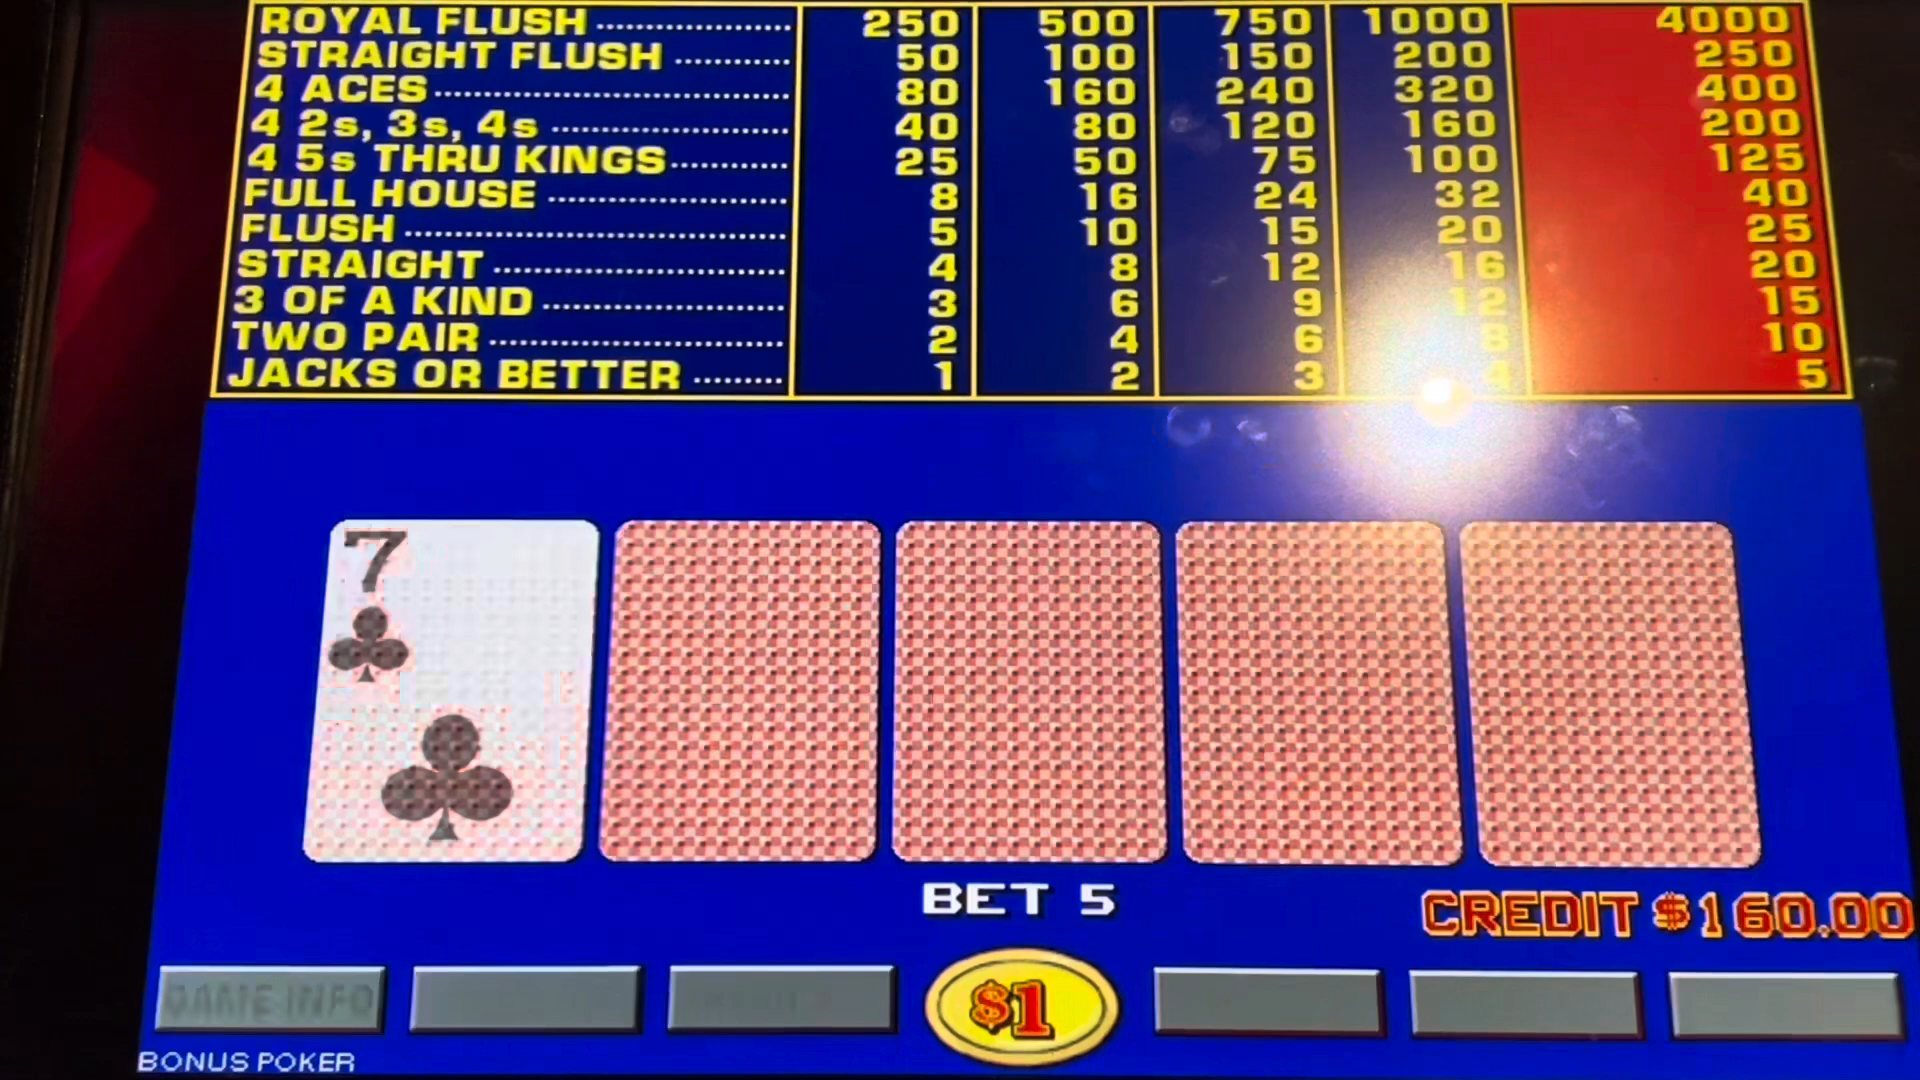 ROYAL FLUSH 250 500 750 1000 4000
STRAIGHT FLUSH 50 100 150 200 250
4 ACES 80 160 240 320 400
4 2s, 3s, 4s 40 80 120 160 200
4 5s THRU KINGS 25 50 75 100 125
FULL HOUSE 8 16 24 32 40
FLUSH 5 10 15 20 25
STRAIGHT 4 8 12 16 20
3 OF A KIND 3 6 9 12 15
TWO PAIR 2 4 6 8 10
JACKS OR BETTER 1 2 3 4 5
7
BET 5
CREDIT $160.00
GAME INFO
$1
BONUS POKER